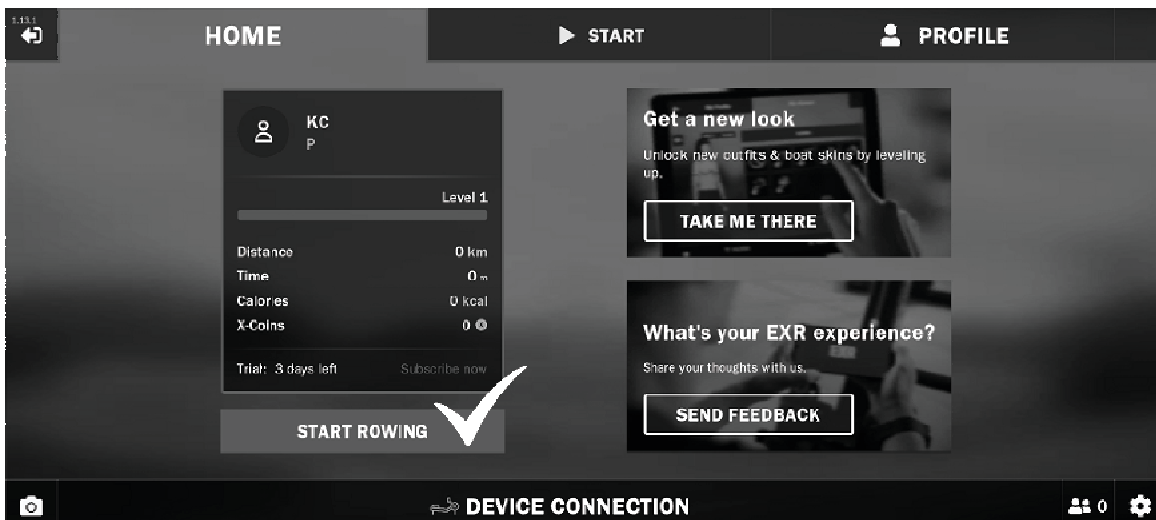 1.13.1
HOME
START
PROFILE
KC
P
Level 1
Distance 0 km
Time 0 m
Calories 0 kcal
X-Coins 0
Trial: 3 days left Subscribe now
START ROWING
Get a new look
Unlock new outfits & boat skins by leveling
up.
TAKE ME THERE
What's your EXR experience?
Share your thoughts with us.
SEND FEEDBACK
DEVICE CONNECTION
0